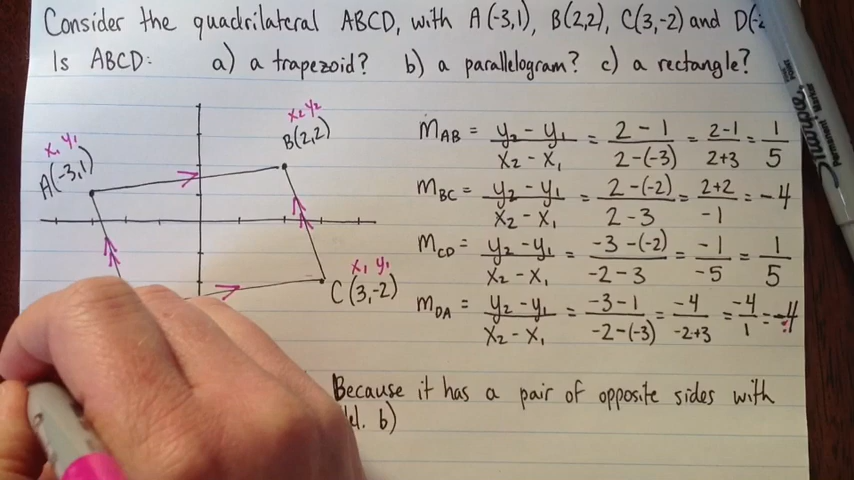 Consider the quadrilateral ABCD, with A(-3,1), B(2,2), C(3,-2) and D(-2
Is ABCD: a) a trapezoid? b) a parallelogram? c) a rectangle?
x₁ y₁
A(-3,1)
x₂ y₂
B(2,2)
x₁ y₁
C(3,-2)
m_AB = (y₂ - y₁)/(x₂ - x₁) = (2 - 1)/(2 - (-3)) = (2-1)/(2+3) = 1/5
m_BC = (y₂ - y₁)/(x₂ - x₁) = (2 - (-2))/(2 - 3) = (2+2)/(-1) = -4
m_CD = (y₂ - y₁)/(x₂ - x₁) = (-3 - (-2))/(-2 - 3) = (-1)/(-5) = 1/5
m_DA = (y₂ - y₁)/(x₂ - x₁) = (-3 - 1)/(-2 - (-3)) = (-4)/(-2+3) = (-4)/1 = -4
Because it has a pair of opposite sides with
lel. b)